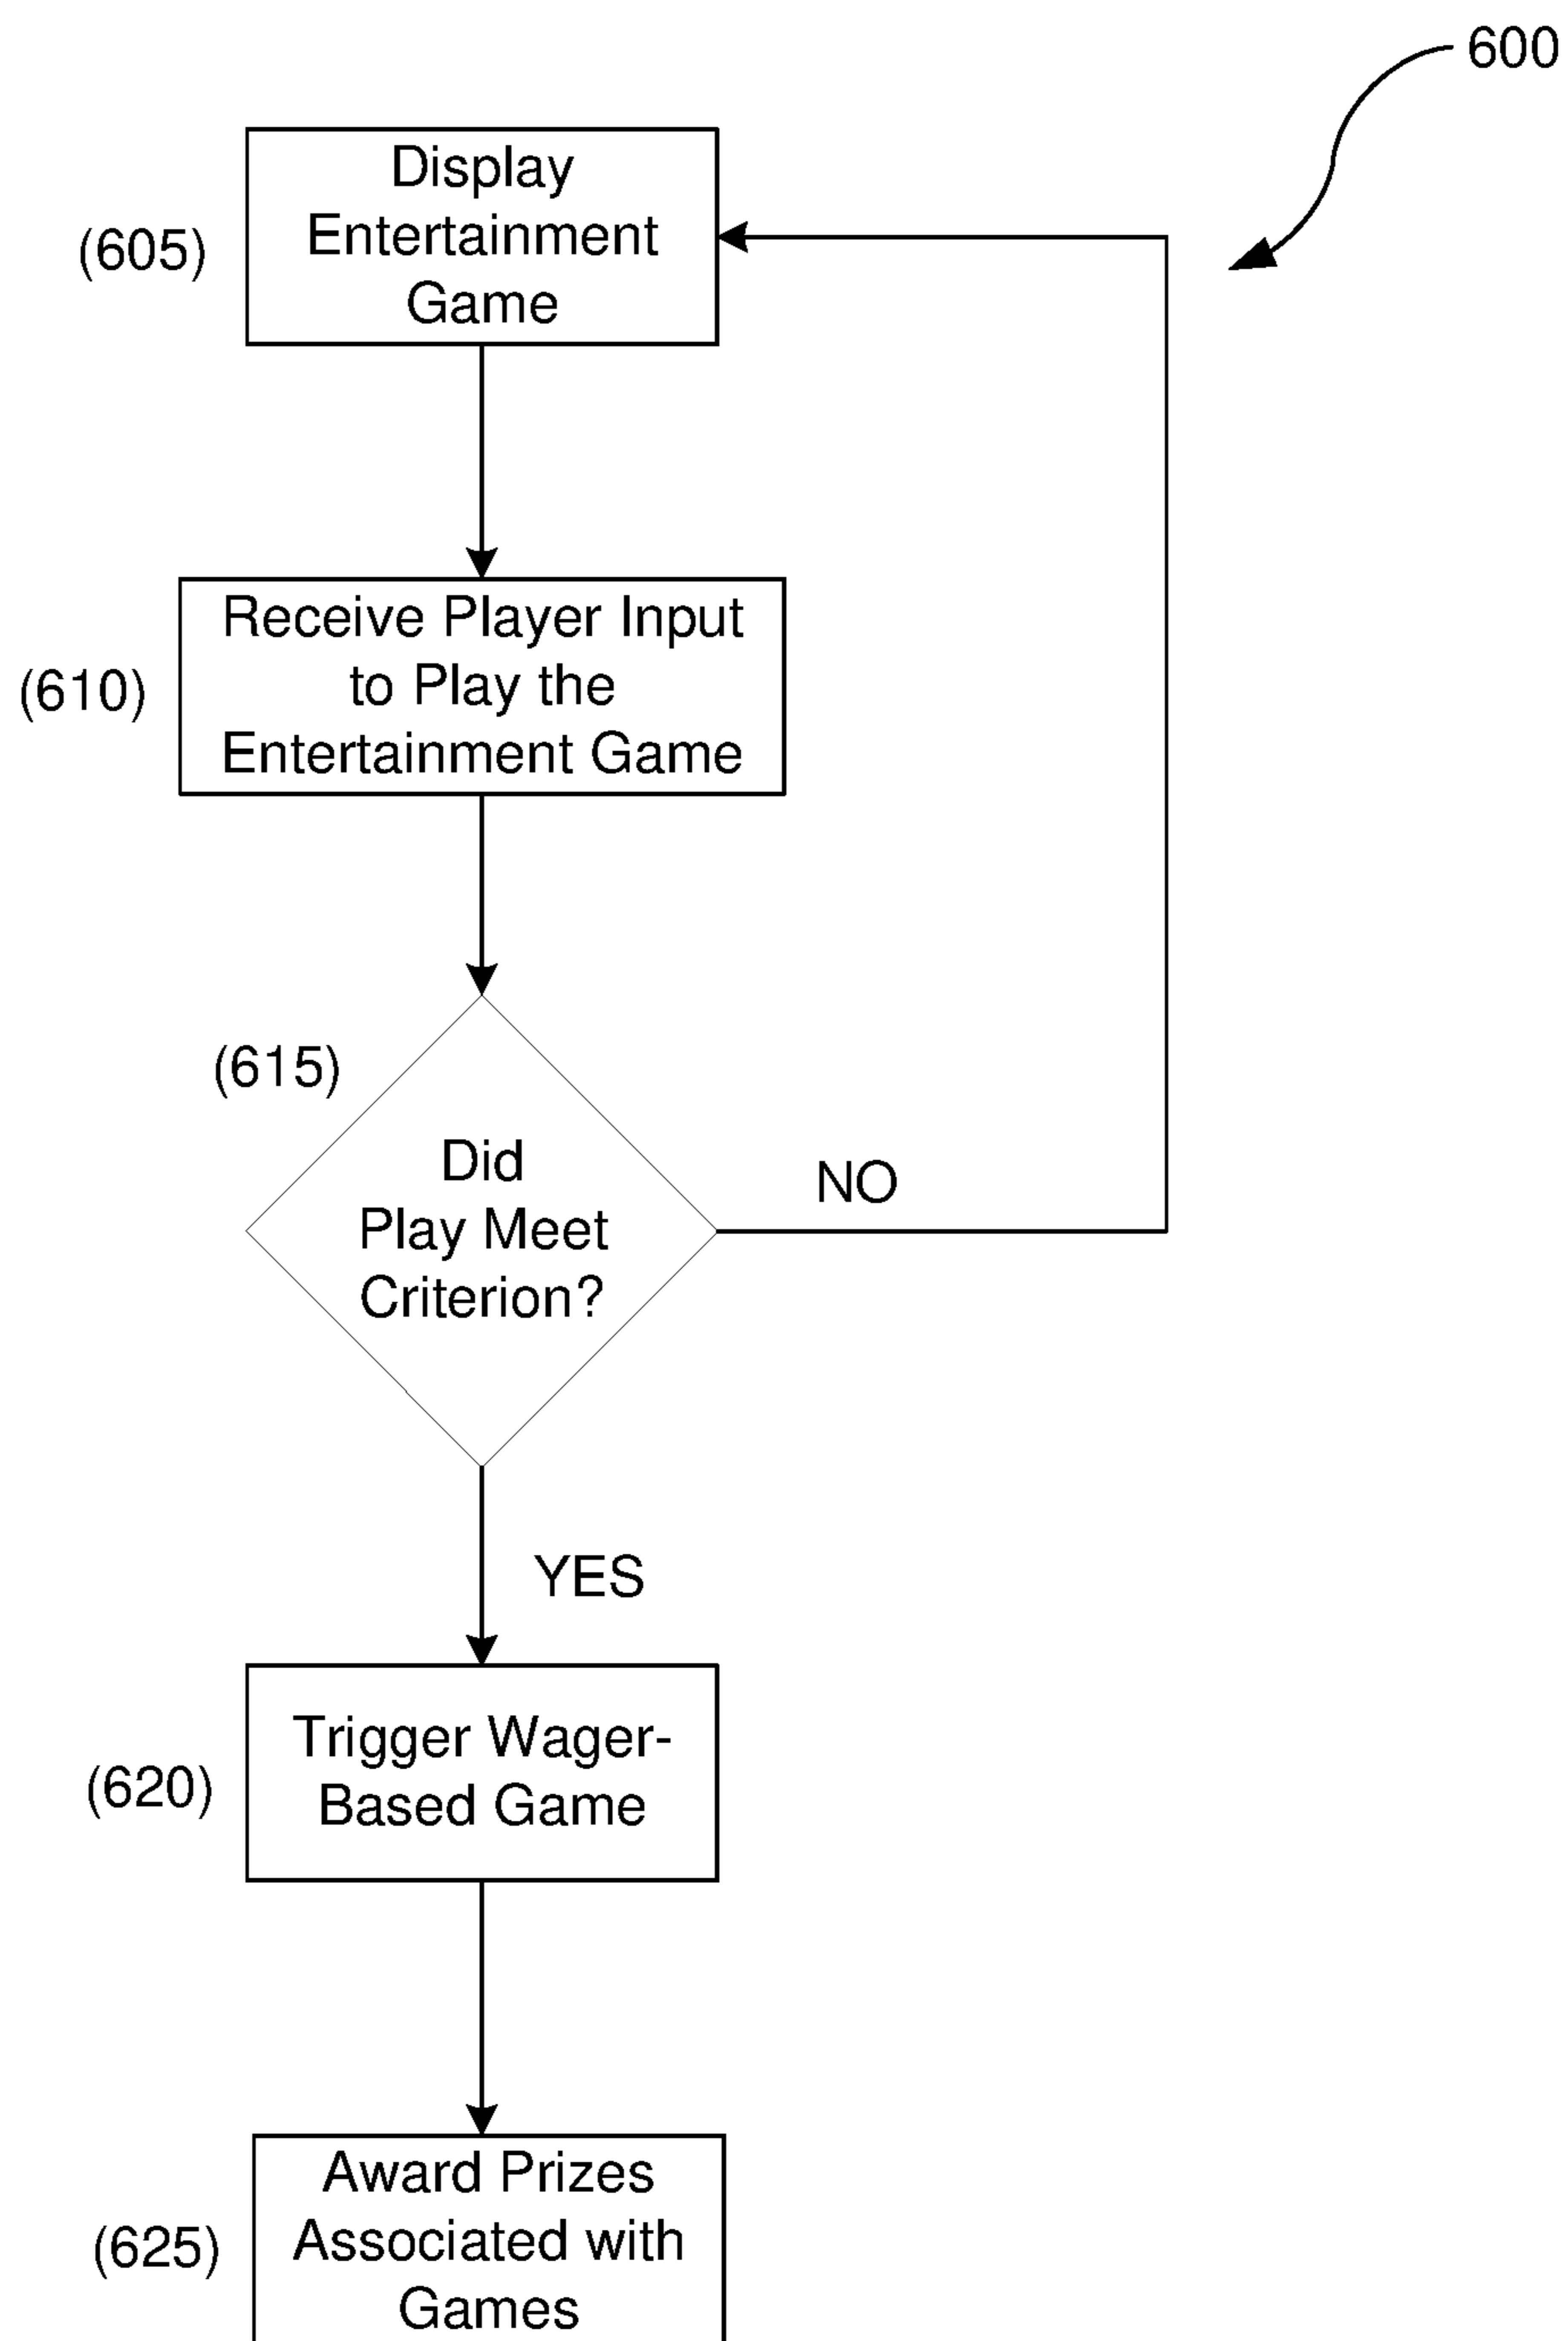 600
Display
Entertainment
Game
(605)
Receive Player Input
to Play the
Entertainment Game
(610)
(615)
Did
Play Meet
Criterion?
NO
YES
Trigger Wager-
Based Game
(620)
Award Prizes
Associated with
Games
(625)